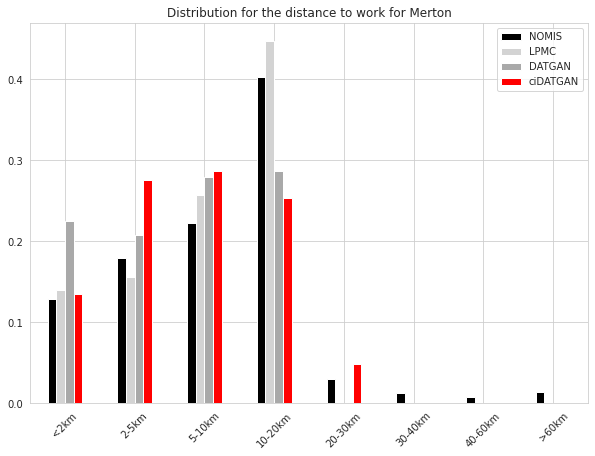 Distribution for the distance to work for Merton
NOMIS
LPMC
DATGAN
ciDATGAN
0.4
0.3
0.2
0.1
0.0
<2km
2-5km
5-10km
10-20km
20-30km
30-40km
40-60km
>60km